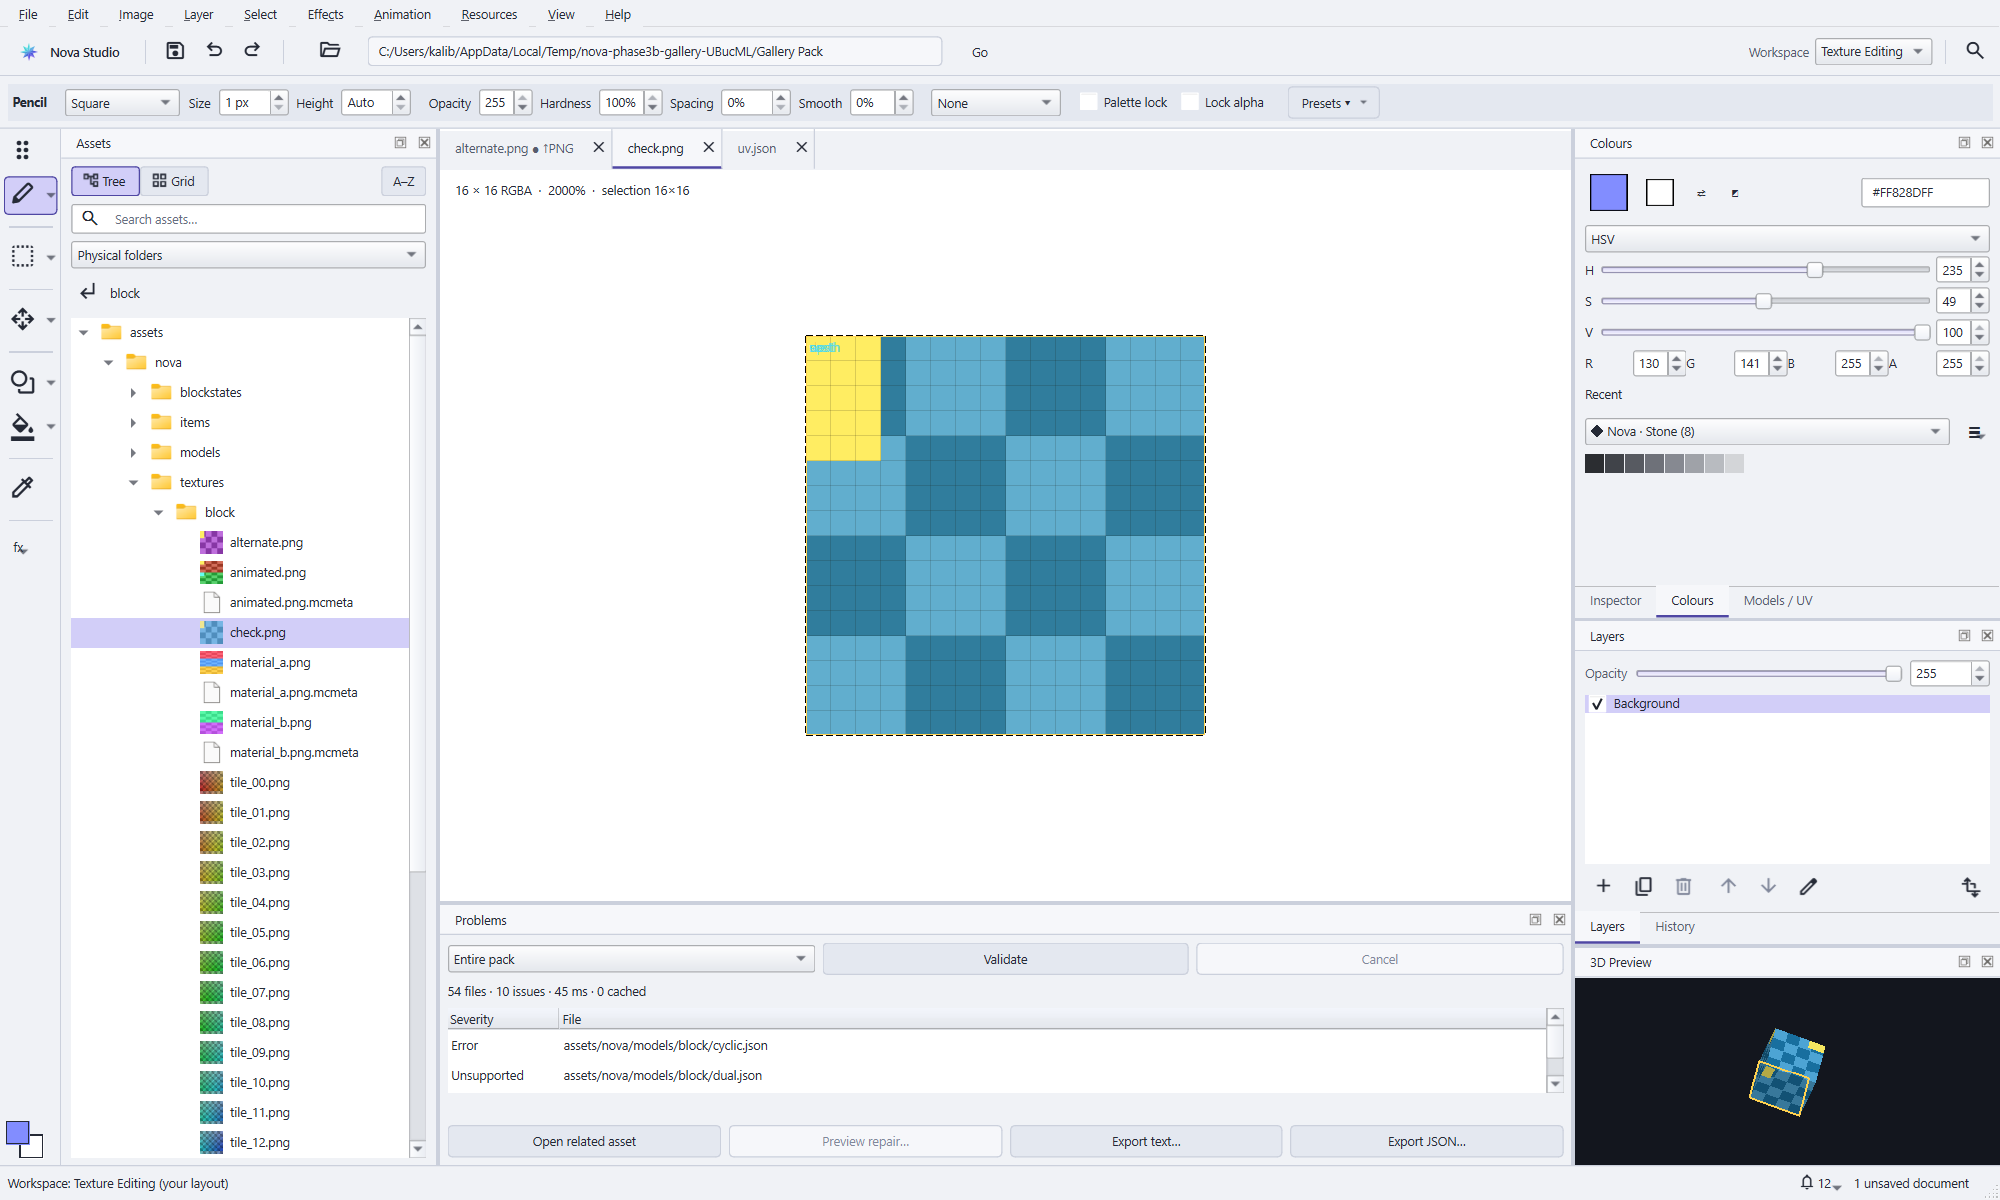 File Edit Image Layer Select Effects Animation Resources View Help
Nova Studio C:/Users/kalib/AppData/Local/Temp/nova-phase3b-gallery-UBucML/Gallery Pack Go Workspace Texture Editing
Pencil Square Size 1 px Height Auto Opacity 255 Hardness 100% Spacing 0% Smooth 0% None Palette lock Lock alpha Presets ▾
Assets
Tree Grid A–Z
Search assets...
Physical folders
block
assets
nova
blockstates
items
models
textures
block
alternate.png
animated.png
animated.png.mcmeta
check.png
material_a.png
material_a.png.mcmeta
material_b.png
material_b.png.mcmeta
tile_00.png
tile_01.png
tile_02.png
tile_03.png
tile_04.png
tile_05.png
tile_06.png
tile_07.png
tile_08.png
tile_09.png
tile_10.png
tile_11.png
tile_12.png
fx
alternate.png ● ↑PNG check.png uv.json
16 × 16 RGBA · 2000% · selection 16×16
Problems
Entire pack Validate Cancel
54 files · 10 issues · 45 ms · 0 cached
Severity File
Error assets/nova/models/block/cyclic.json
Unsupported assets/nova/models/block/dual.json
Open related asset Preview repair... Export text... Export JSON...
Colours
#FF828DFF
HSV
H 235
S 49
V 100
R 130 G 141 B 255 A 255
Recent
Nova · Stone (8)
Inspector Colours Models / UV
Layers
Opacity 255
Background
Layers History
3D Preview
Workspace: Texture Editing (your layout) 12 1 unsaved document